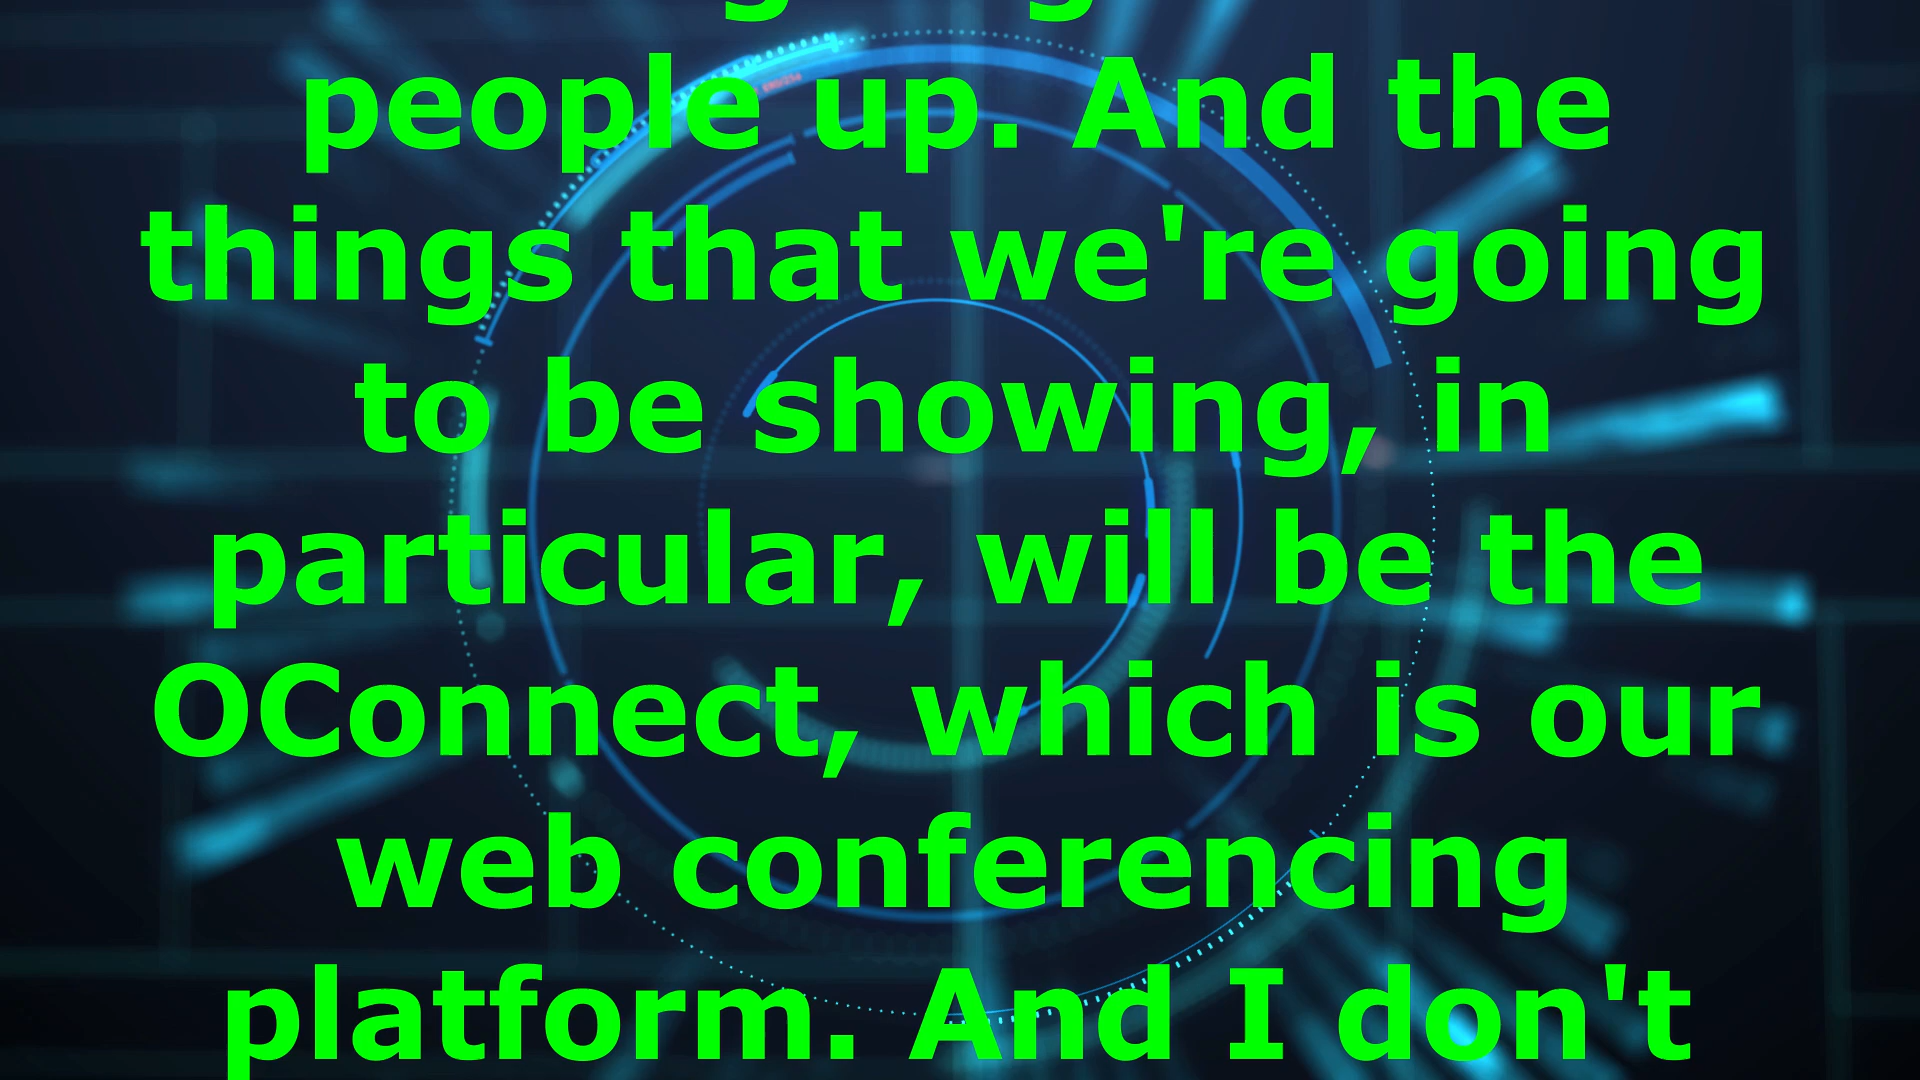 people up. And the
things that we're going
to be showing, in
particular, will be the
OConnect, which is our
web conferencing
platform. And I don't